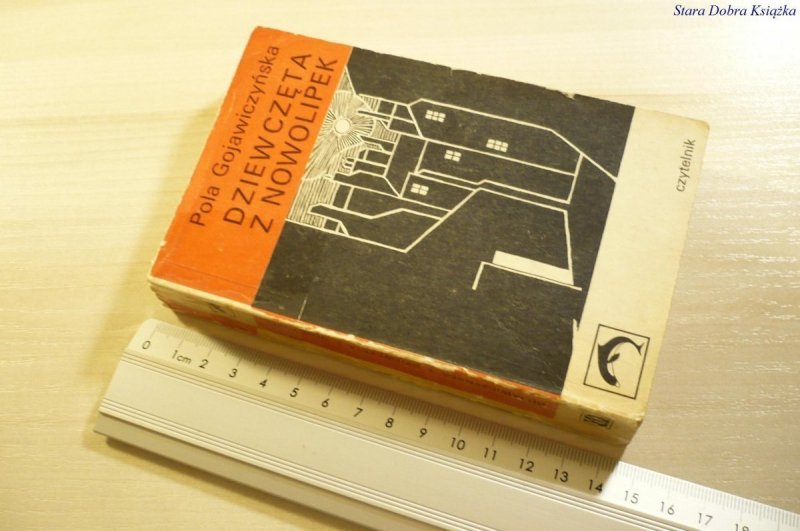 Stara Dobra Książka
Pola Gojawiczyńska
DZIEWCZĘTA
Z NOWOLIPEK
czytelnik
0 1cm 2 3 4 5 6 7 8 9 10 11 12 13 14 15 16 17 18